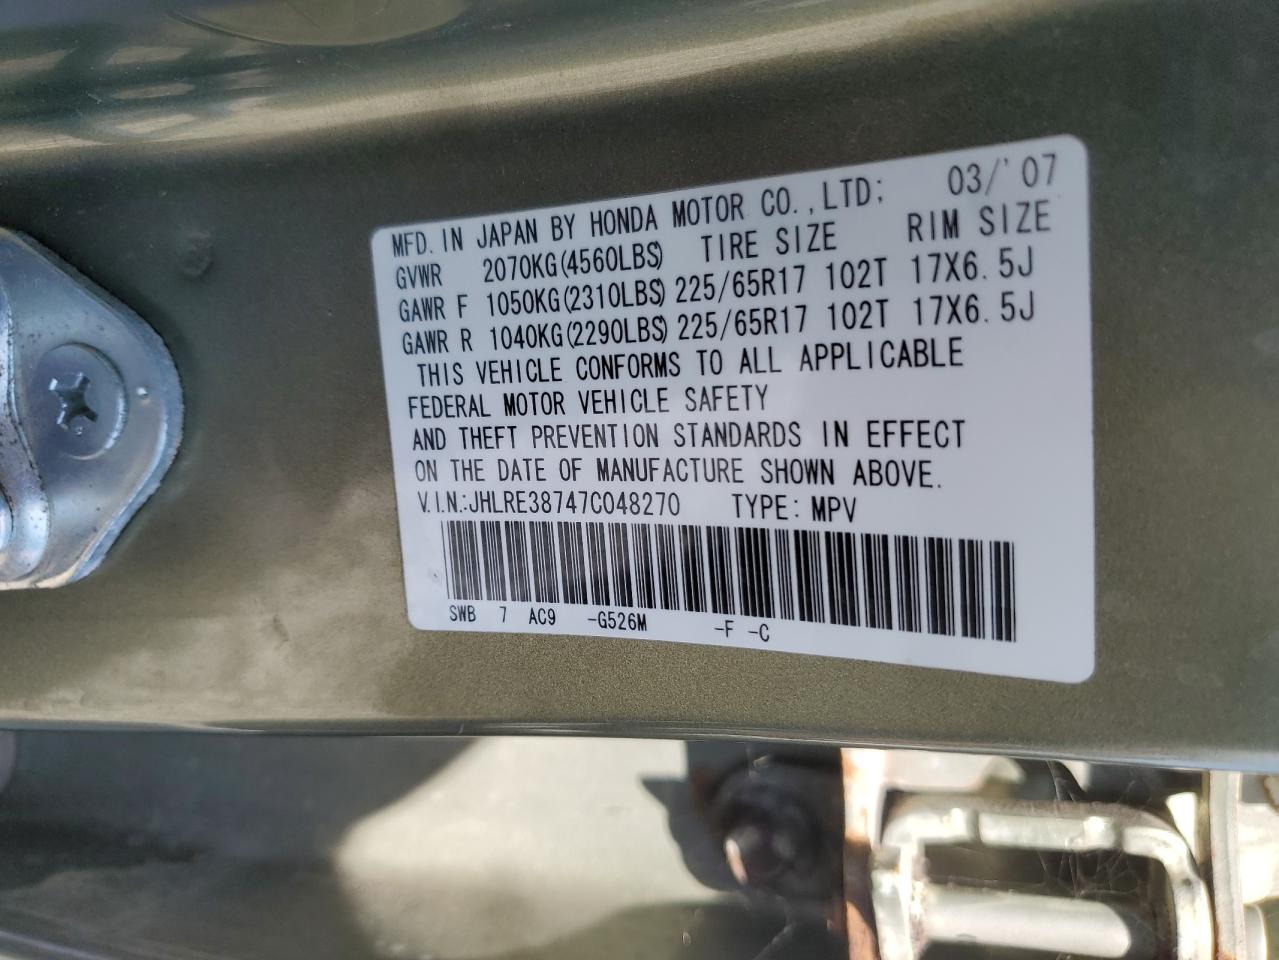 MFD. IN JAPAN BY HONDA MOTOR CO., LTD; 03/'07
GVWR 2070KG(4560LBS) TIRE SIZE RIM SIZE
GAWR F 1050KG(2310LBS) 225/65R17 102T 17X6.5J
GAWR R 1040KG(2290LBS) 225/65R17 102T 17X6.5J
THIS VEHICLE CONFORMS TO ALL APPLICABLE
FEDERAL MOTOR VEHICLE SAFETY
AND THEFT PREVENTION STANDARDS IN EFFECT
ON THE DATE OF MANUFACTURE SHOWN ABOVE.
V.I.N.:JHLRE38747C048270 TYPE: MPV
SWB 7 AC9 -G526M -F -C